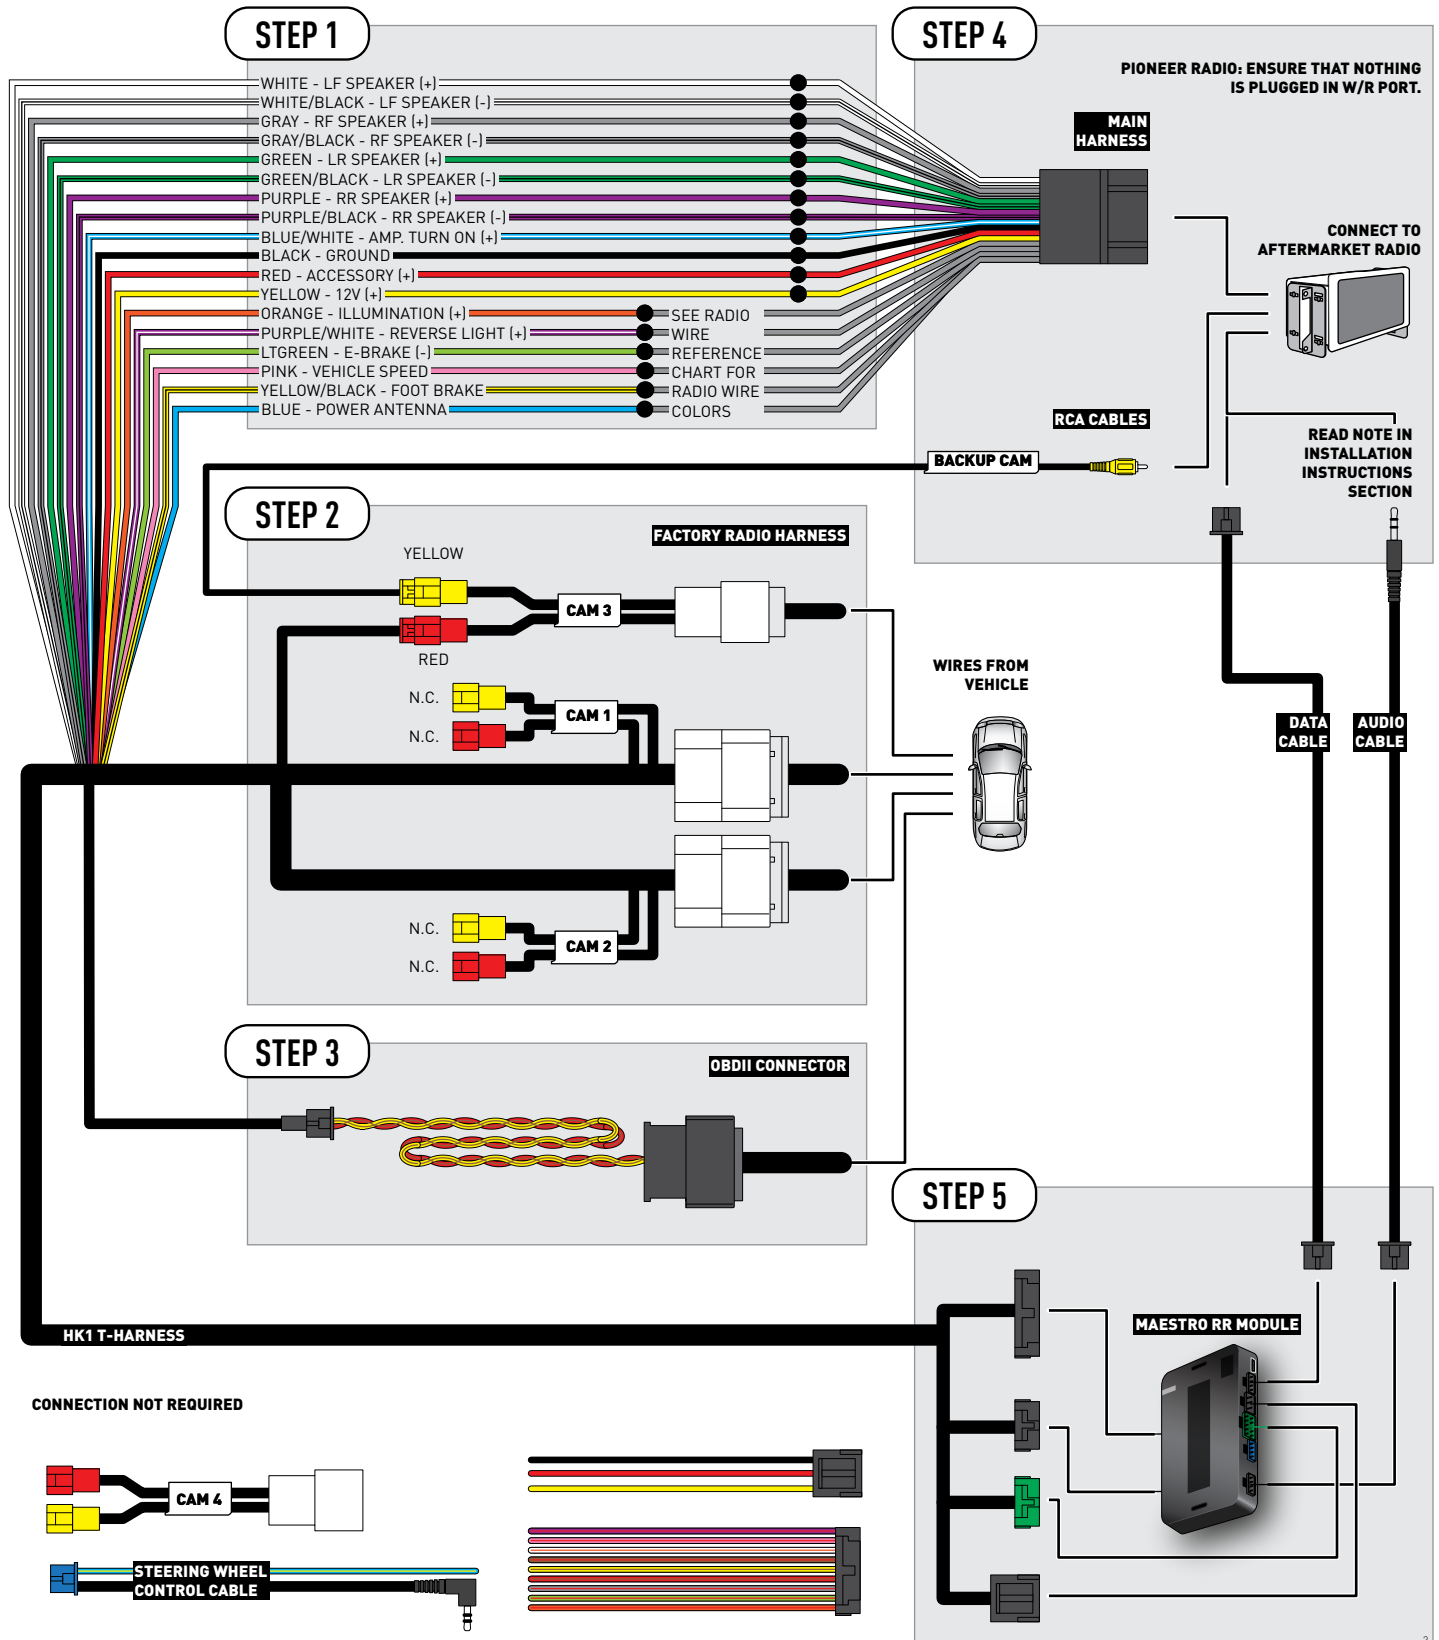 STEP 1
WHITE - LF SPEAKER (+)
WHITE/BLACK - LF SPEAKER (-)
GRAY - RF SPEAKER (+)
GRAY/BLACK - RF SPEAKER (-)
GREEN - LR SPEAKER (+)
GREEN/BLACK - LR SPEAKER (-)
PURPLE - RR SPEAKER (+)
PURPLE/BLACK - RR SPEAKER (-)
BLUE/WHITE - AMP. TURN ON (+)
BLACK - GROUND
RED - ACCESSORY (+)
YELLOW - 12V (+)
ORANGE - ILLUMINATION (+)
PURPLE/WHITE - REVERSE LIGHT (+)
LTGREEN - E-BRAKE (-)
PINK - VEHICLE SPEED
YELLOW/BLACK - FOOT BRAKE
BLUE - POWER ANTENNA
SEE RADIO
WIRE
REFERENCE
CHART FOR
RADIO WIRE
COLORS
STEP 4
PIONEER RADIO: ENSURE THAT NOTHING
IS PLUGGED IN W/R PORT.
MAIN
HARNESS
CONNECT TO
AFTERMARKET RADIO
RCA CABLES
BACKUP CAM
READ NOTE IN
INSTALLATION
INSTRUCTIONS
SECTION
STEP 2
FACTORY RADIO HARNESS
YELLOW
CAM 3
RED
N.C.
CAM 1
N.C.
WIRES FROM
VEHICLE
DATA
CABLE
AUDIO
CABLE
N.C.
CAM 2
N.C.
STEP 3
OBDII CONNECTOR
STEP 5
MAESTRO RR MODULE
HK1 T-HARNESS
CONNECTION NOT REQUIRED
CAM 4
STEERING WHEEL
CONTROL CABLE